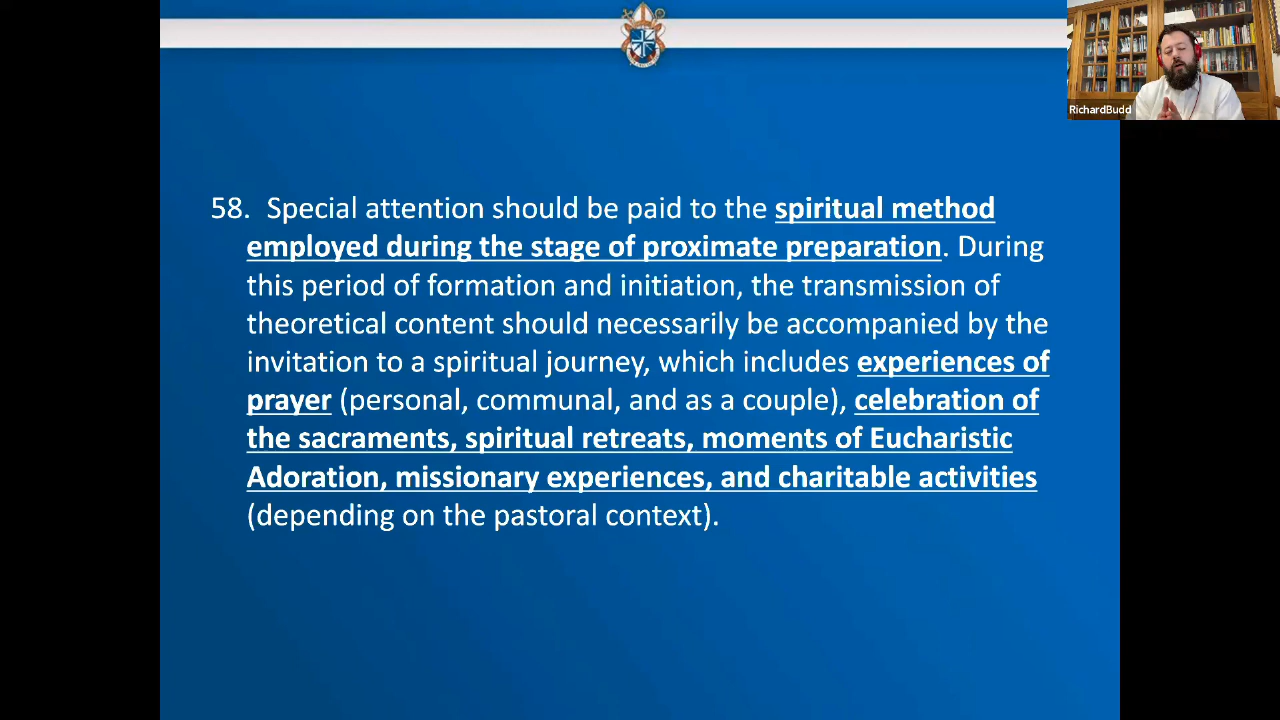 RichardBudd
58. Special attention should be paid to the spiritual method
employed during the stage of proximate preparation. During
this period of formation and initiation, the transmission of
theoretical content should necessarily be accompanied by the
invitation to a spiritual journey, which includes experiences of
prayer (personal, communal, and as a couple), celebration of
the sacraments, spiritual retreats, moments of Eucharistic
Adoration, missionary experiences, and charitable activities
(depending on the pastoral context).